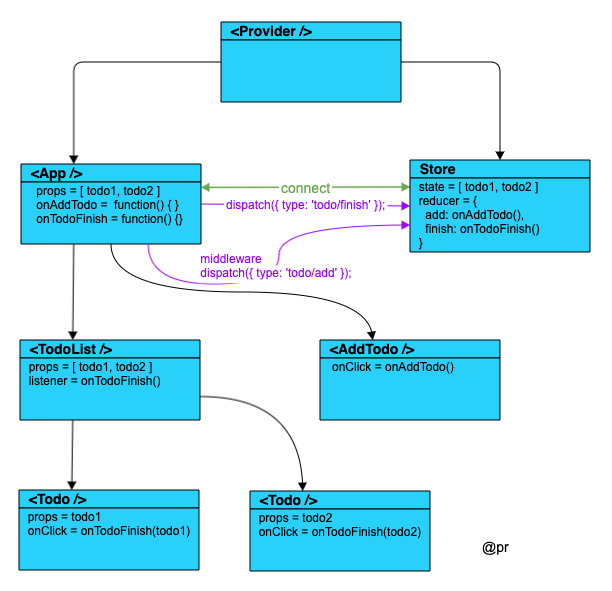 <Provider />
<App />
props = [ todo1, todo2 ]
onAddTodo =  function() { }
onTodoFinish = function() {}
connect
dispatch({ type: 'todo/finish' });
middleware
dispatch({ type: 'todo/add' });
Store
state = [ todo1, todo2 ]
reducer = {
add: onAddTodo(),
finish: onTodoFinish()
}
<TodoList />
props = [ todo1, todo2 ]
listener = onTodoFinish()
<AddTodo />
onClick = onAddTodo()
<Todo />
props = todo1
onClick = onTodoFinish(todo1)
<Todo />
props = todo2
onClick = onTodoFinish(todo2)
@pr